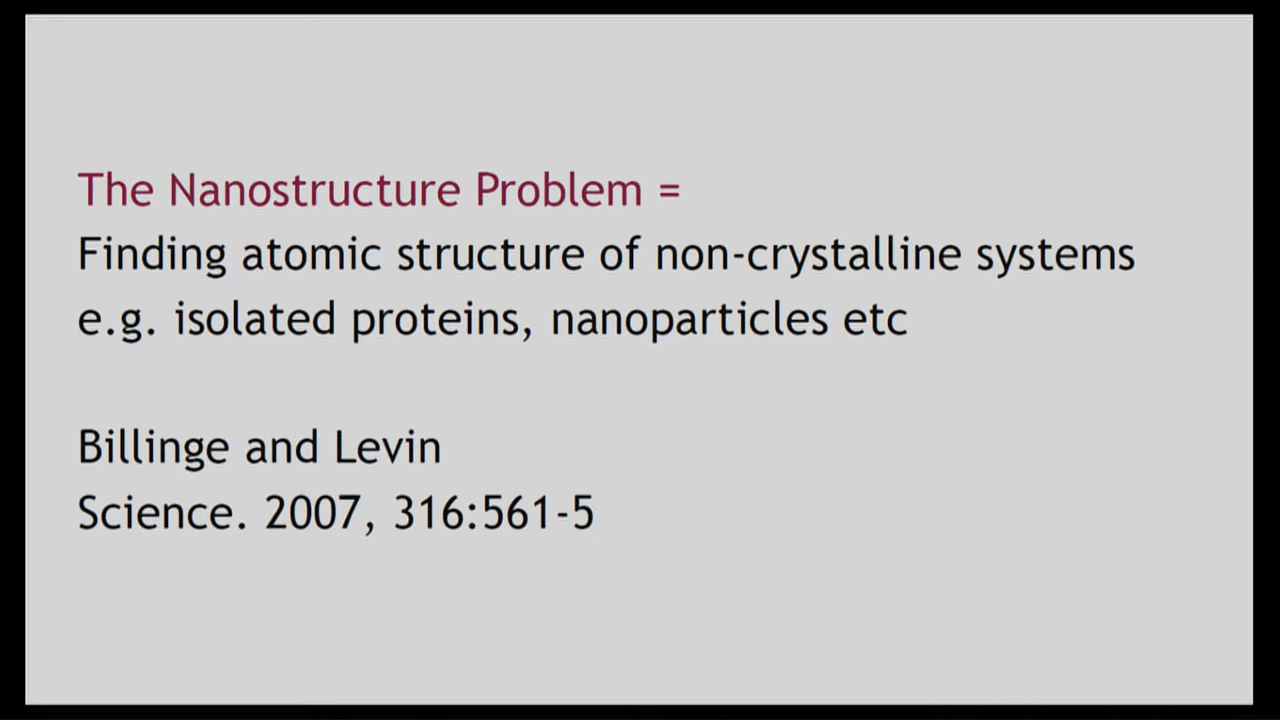 The Nanostructure Problem =
Finding atomic structure of non-crystalline systems
e.g. isolated proteins, nanoparticles etc
Billinge and Levin
Science. 2007, 316:561-5